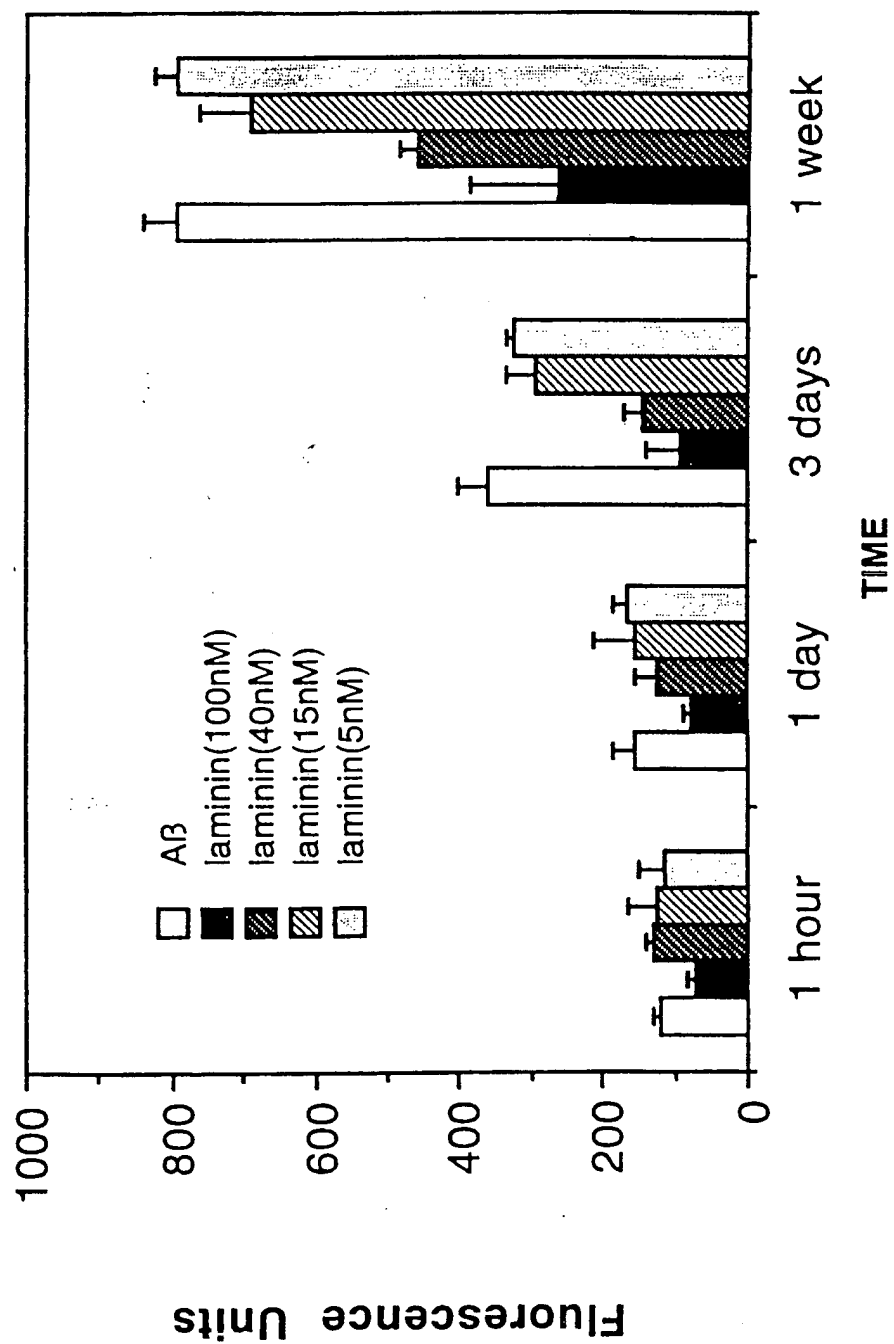 Fluorescence Units
1000
800
600
400
200
0
Aß
laminin(100nM)
laminin(40nM)
laminin(15nM)
laminin(5nM)
1 hour
1 day
3 days
1 week
TIME